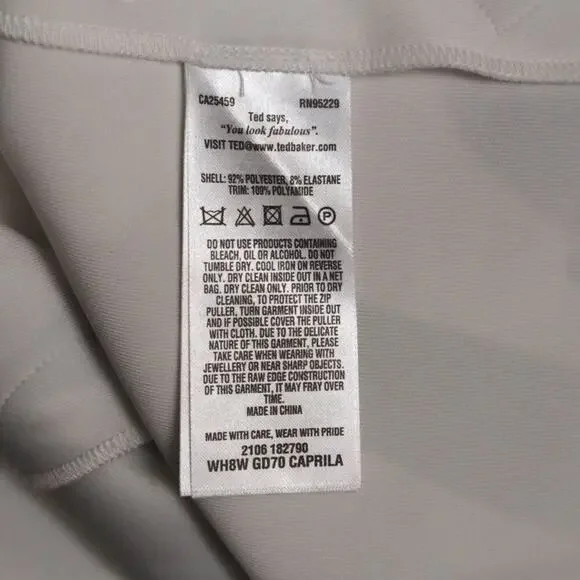 CA25459 RN95229
Ted says,
"You look fabulous".
VISIT TED@www.tedbaker.com
SHELL: 92% POLYESTER, 8% ELASTANE
TRIM: 100% POLYAMIDE
P
DO NOT USE PRODUCTS CONTAINING
BLEACH, OIL OR ALCOHOL. DO NOT
TUMBLE DRY. COOL IRON ON REVERSE
ONLY. DRY CLEAN INSIDE OUT IN A NET
BAG. DRY CLEAN ONLY. PRIOR TO DRY
CLEANING, TO PROTECT THE ZIP
PULLER, TURN GARMENT INSIDE OUT
AND IF POSSIBLE COVER THE PULLER
WITH CLOTH. DUE TO THE DELICATE
NATURE OF THIS GARMENT, PLEASE
TAKE CARE WHEN WEARING WITH
JEWELLERY OR NEAR SHARP OBJECTS.
DUE TO THE RAW EDGE CONSTRUCTION
OF THIS GARMENT, IT MAY FRAY OVER
TIME.
MADE IN CHINA
MADE WITH CARE, WEAR WITH PRIDE
2106 182790
WH8W GD70 CAPRILA